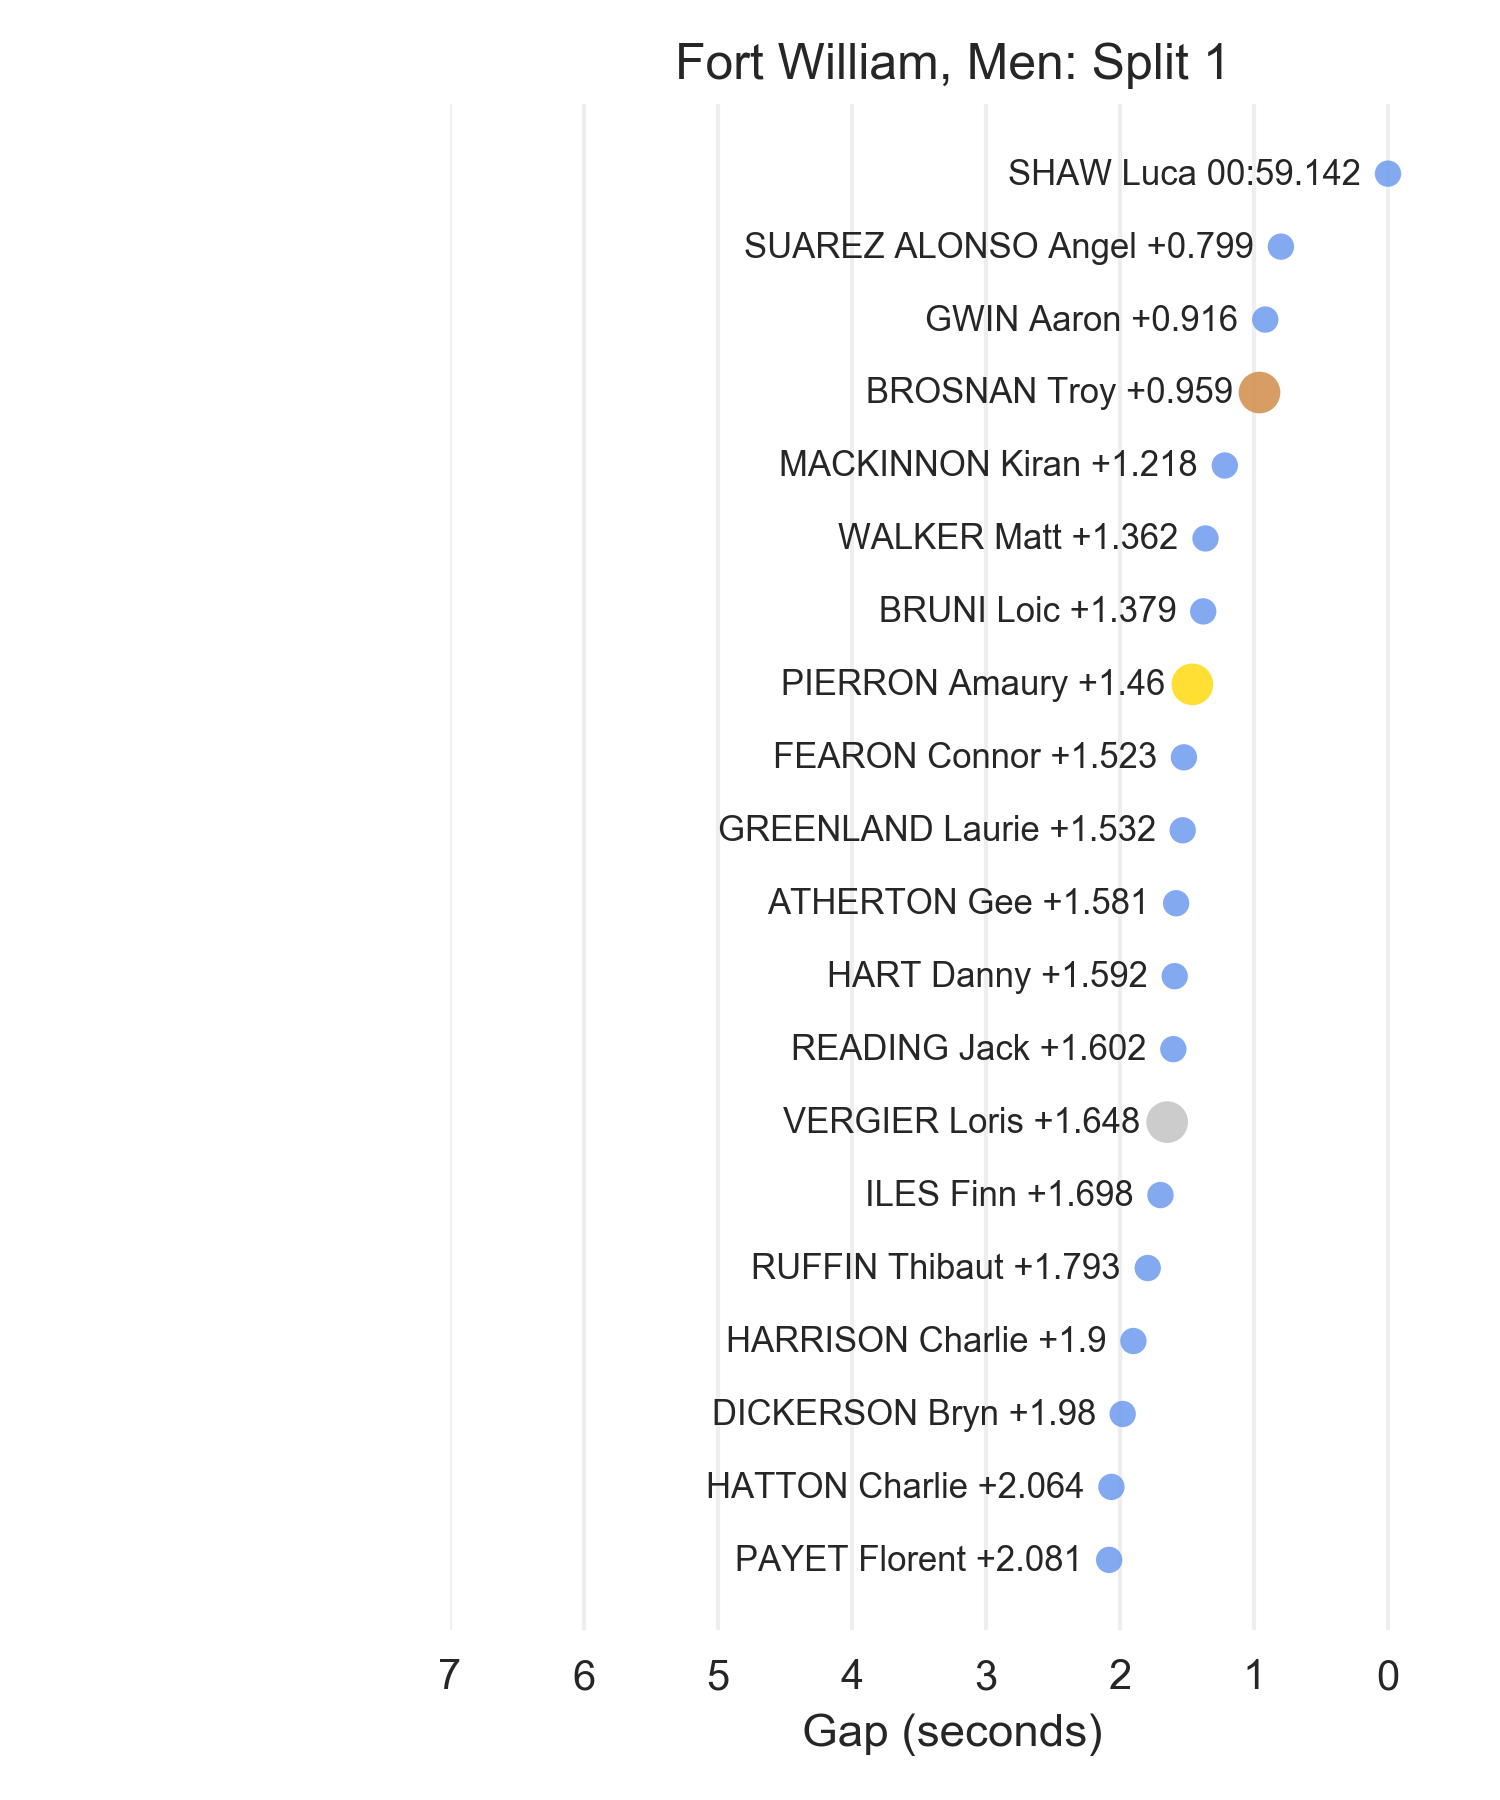 Fort William, Men: Split 1
SHAW Luca 00:59.142
SUAREZ ALONSO Angel +0.799
GWIN Aaron +0.916
BROSNAN Troy +0.959
MACKINNON Kiran +1.218
WALKER Matt +1.362
BRUNI Loic +1.379
PIERRON Amaury +1.46
FEARON Connor +1.523
GREENLAND Laurie +1.532
ATHERTON Gee +1.581
HART Danny +1.592
READING Jack +1.602
VERGIER Loris +1.648
ILES Finn +1.698
RUFFIN Thibaut +1.793
HARRISON Charlie +1.9
DICKERSON Bryn +1.98
HATTON Charlie +2.064
PAYET Florent +2.081
7 6 5 4 3 2 1 0
Gap (seconds)